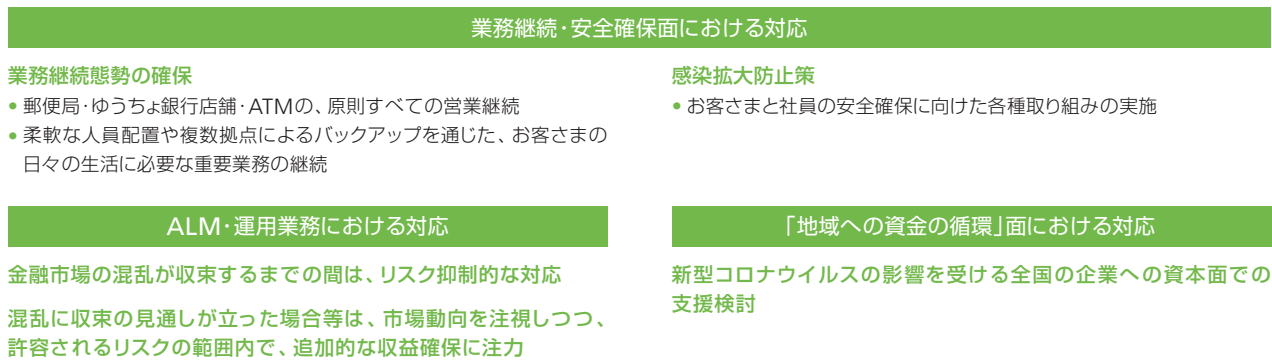 業務継続・安全確保面における対応
業務継続態勢の確保
• 郵便局・ゆうちょ銀行店舗・ATMの、原則すべての営業継続
• 柔軟な人員配置や複数拠点によるバックアップを通じた、お客さまの
日々の生活に必要な重要業務の継続
感染拡大防止策
• お客さまと社員の安全確保に向けた各種取り組みの実施
ALM・運用業務における対応
金融市場の混乱が収束するまでの間は、リスク抑制的な対応
混乱に収束の見通しが立った場合等は、市場動向を注視しつつ、
許容されるリスクの範囲内で、追加的な収益確保に注力
「地域への資金の循環」面における対応
新型コロナウイルスの影響を受ける全国の企業への資本面での
支援検討